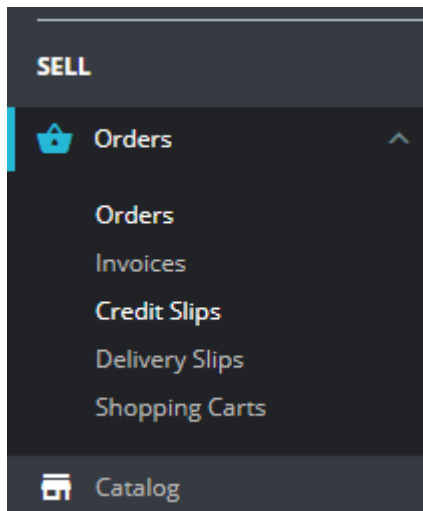 SELL
Orders
Orders
Invoices
Credit Slips
Delivery Slips
Shopping Carts
Catalog